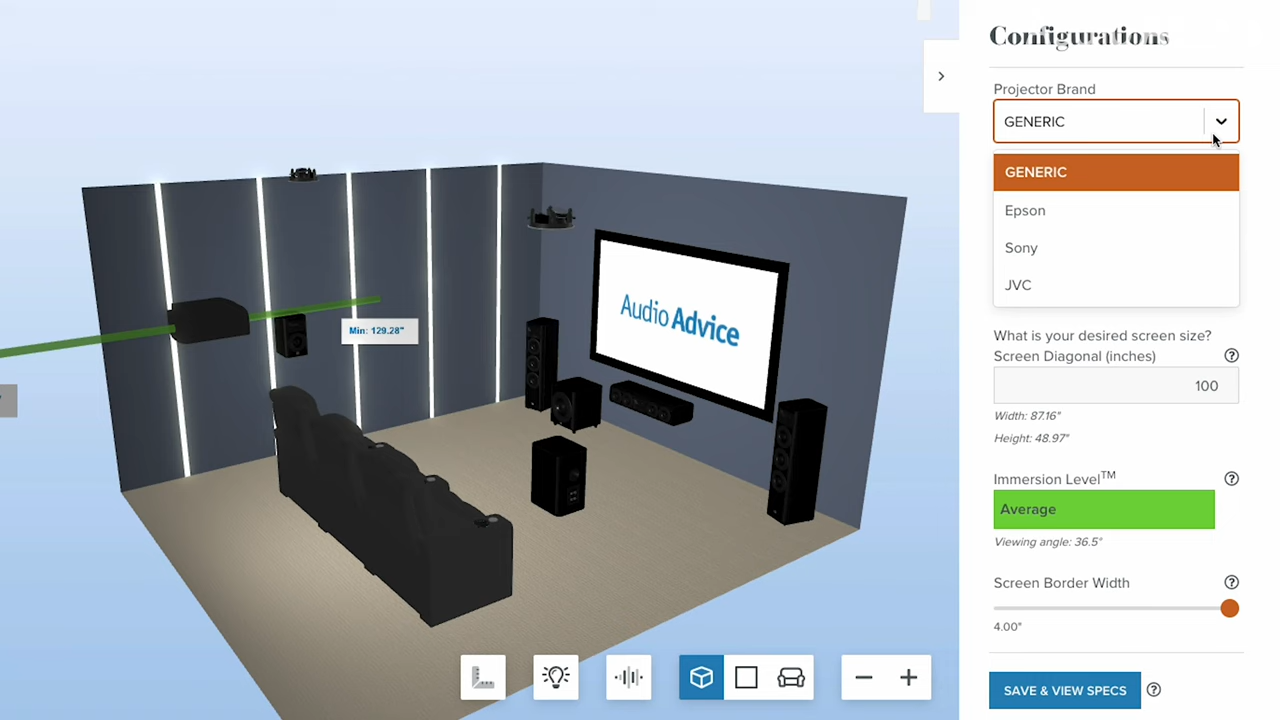 Configurations
Projector Brand
GENERIC
GENERIC
Epson
Sony
JVC
What is your desired screen size?
Screen Diagonal (inches)
100
Width: 87.16"
Height: 48.97"
Immersion Level™
Average
Viewing angle: 36.5°
Screen Border Width
4.00"
SAVE & VIEW SPECS
Min: 129.28"
Audio Advice